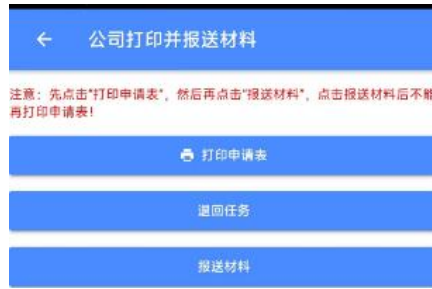 公司打印并报送材料
注意：先点击"打印申请表"，然后再点击"报送材料"，点击报送材料后不能
再打印申请表！
打印申请表
退回任务
报送材料